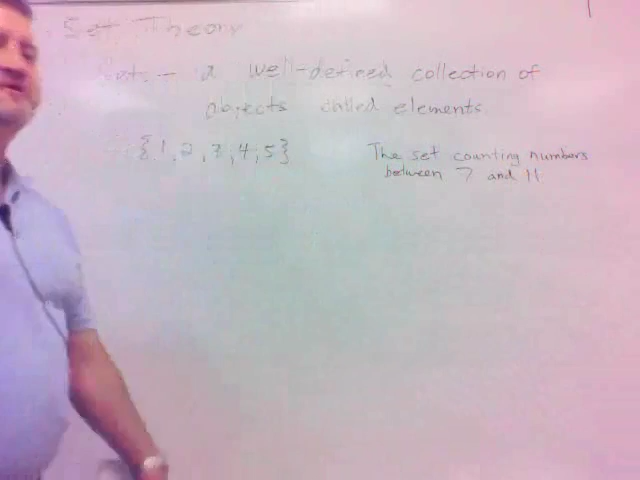 Set Theory
Sets - a well-defined collection of
objects called elements
{1, 2, 3, 4, 5}
The set counting numbers
between 7 and 11